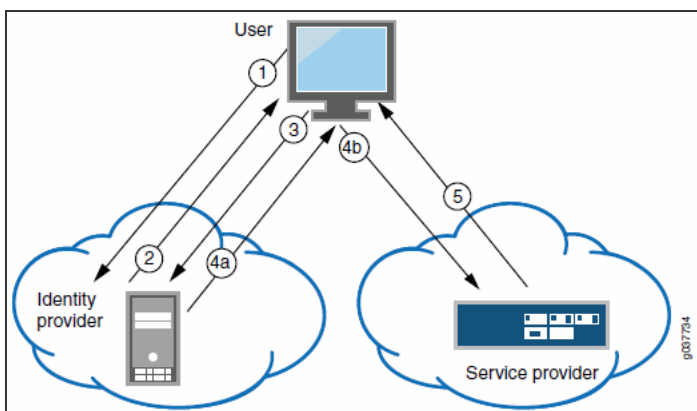 User
1
3
4b
5
2
4a
Identity
provider
Service provider
g037734